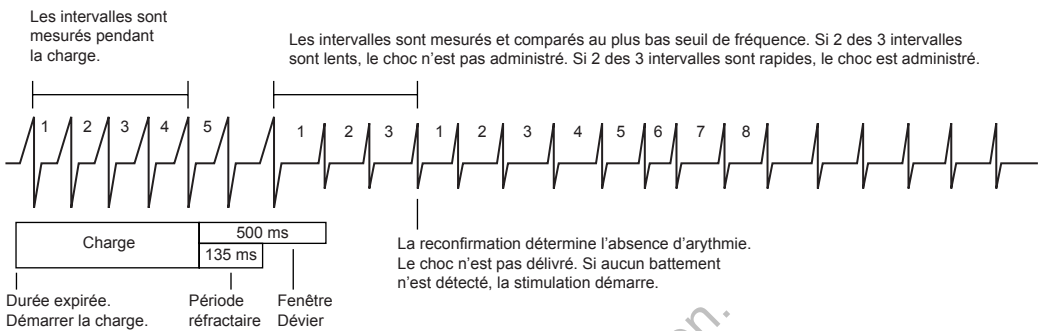 Les intervalles sont
mesurés pendant
la charge.
Les intervalles sont mesurés et comparés au plus bas seuil de fréquence. Si 2 des 3 intervalles
sont lents, le choc n'est pas administré. Si 2 des 3 intervalles sont rapides, le choc est administré.
1 2 3 4 5 1 2 3 1 2 3 4 5 6 7 8
Charge
500 ms
135 ms
La reconfirmation détermine l'absence d'arythmie.
Le choc n'est pas délivré. Si aucun battement
n'est détecté, la stimulation démarre.
Durée expirée.
Démarrer la charge.
Période
réfractaire
Fenêtre
Dévier
on.